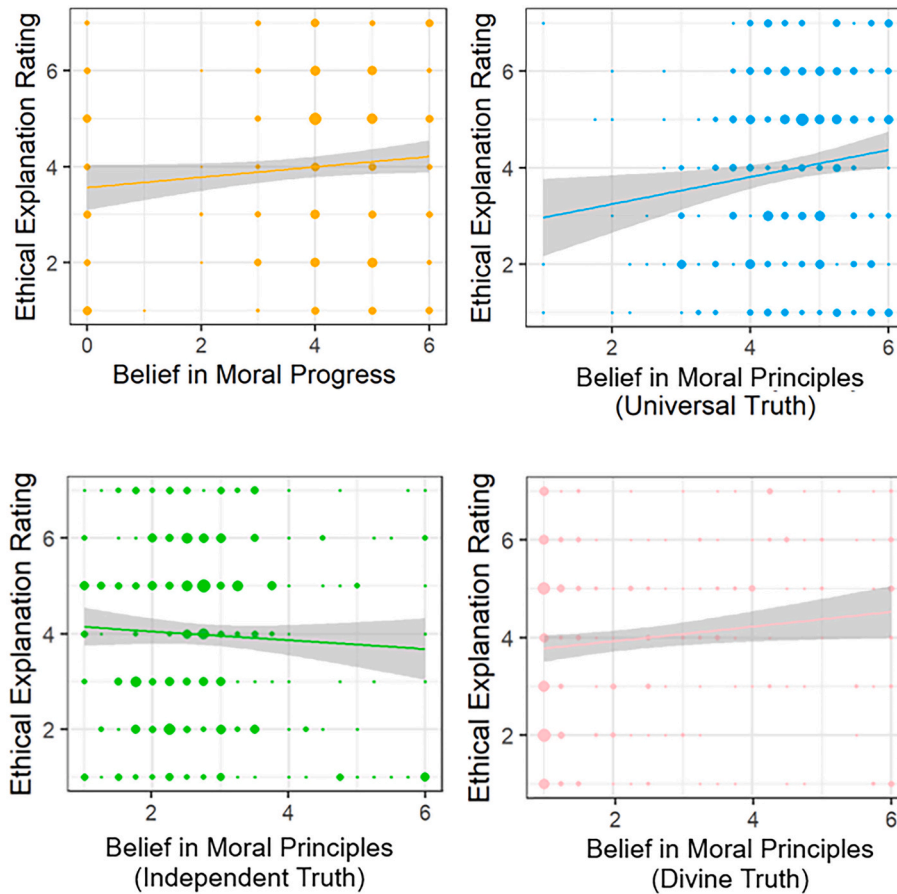 Ethical Explanation Rating
6
4
2
0 2 4 6
Belief in Moral Progress
Ethical Explanation Rating
6
4
2
2 4 6
Belief in Moral Principles
(Universal Truth)
Ethical Explanation Rating
6
4
2
2 4 6
Belief in Moral Principles
(Independent Truth)
Ethical Explanation Rating
6
4
2
2 4 6
Belief in Moral Principles
(Divine Truth)